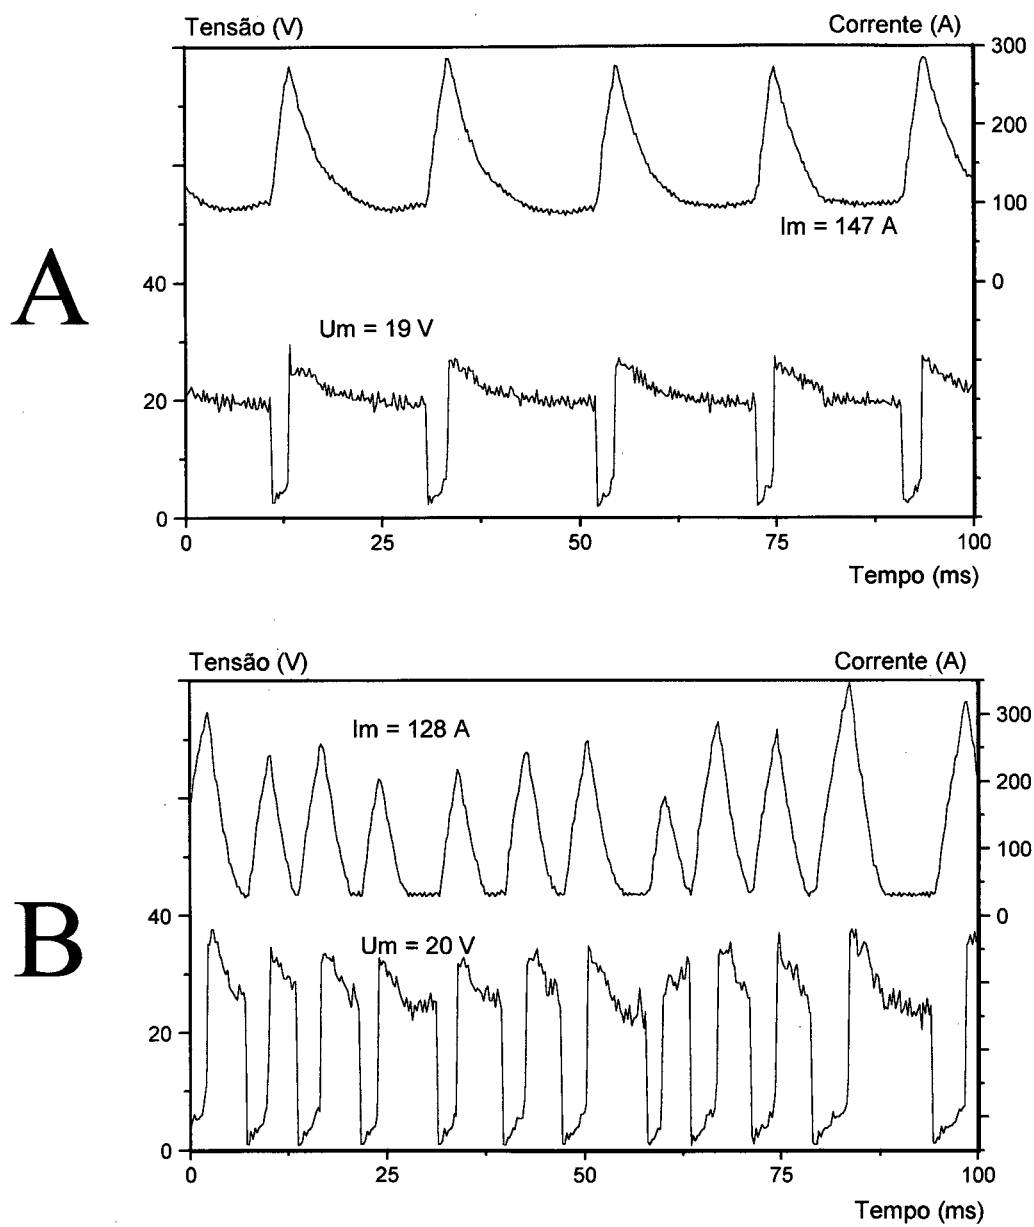 Tensão (V) Corrente (A)
300
200
Im = 147 A
100
0
A
40
Um = 19 V
20
0
0 25 50 75 100
Tempo (ms)
Tensão (V) Corrente (A)
Im = 128 A
300
200
100
0
B
40
Um = 20 V
20
0
0 25 50 75 100
Tempo (ms)